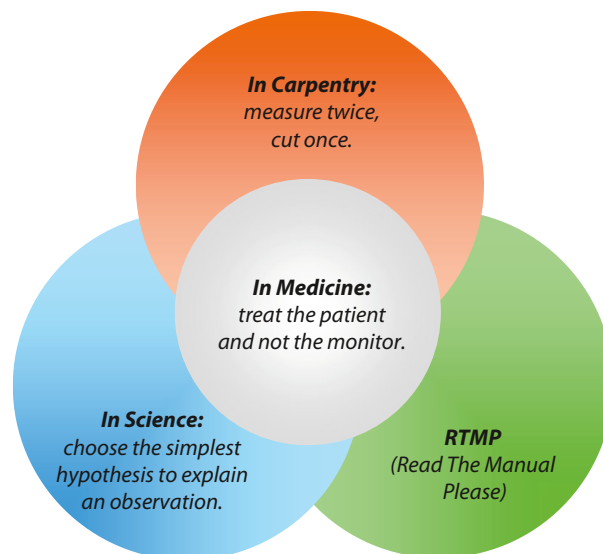 In Carpentry:
measure twice,
cut once.
In Medicine:
treat the patient
and not the monitor.
In Science:
choose the simplest
hypothesis to explain
an observation.
RTMP
(Read The Manual
Please)